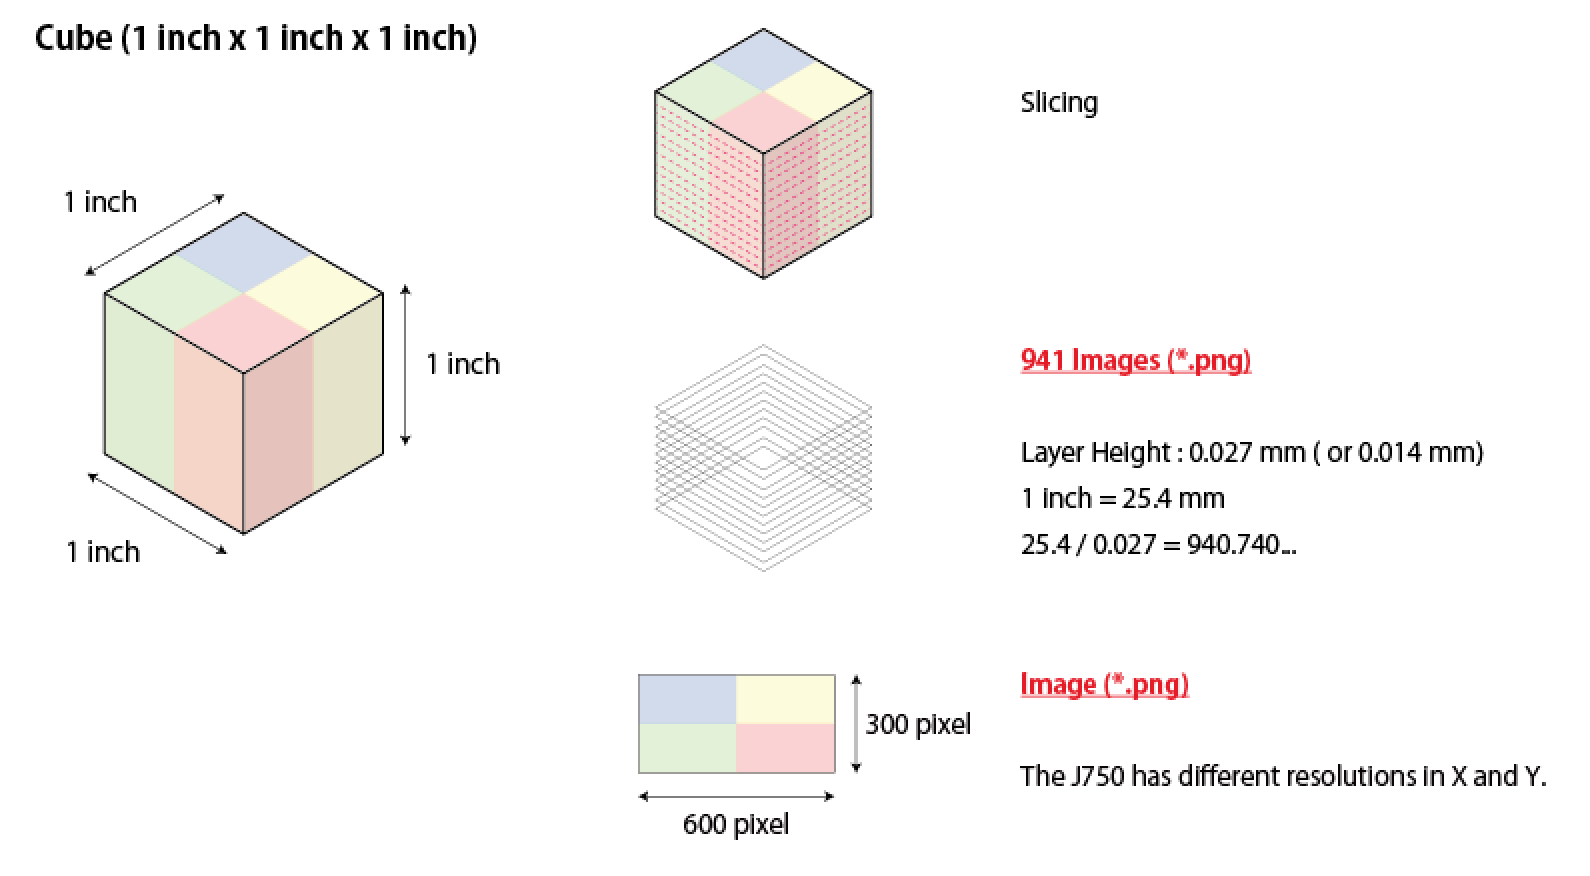 Cube (1 inch x 1 inch x 1 inch)
Slicing
1 inch
1 inch
1 inch
941 Images (*.png)
Layer Height : 0.027 mm ( or 0.014 mm)
1 inch = 25.4 mm
25.4 / 0.027 = 940.740...
Image (*.png)
300 pixel
The J750 has different resolutions in X and Y.
600 pixel